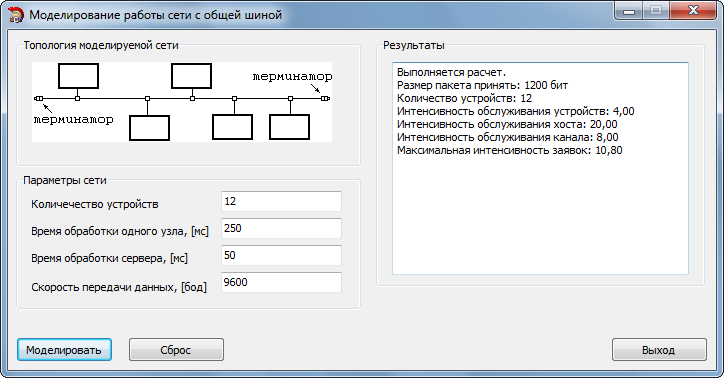 Моделирование работы сети с общей шиной
Топология моделируемой сети
терминатор
терминатор
Параметры сети
Количечество устройств
12
Время обработки одного узла, [мс]
250
Время обработки сервера, [мс]
50
Скорость передачи данных, [бод]
9600
Результаты
Выполняется расчет.
Размер пакета принять: 1200 бит
Количество устройств: 12
Интенсивность обслуживания устройств: 4,00
Интенсивность обслуживания хоста: 20,00
Интенсивность обслуживания канала: 8,00
Максимальная интенсивность заявок: 10,80
Моделировать
Сброс
Выход